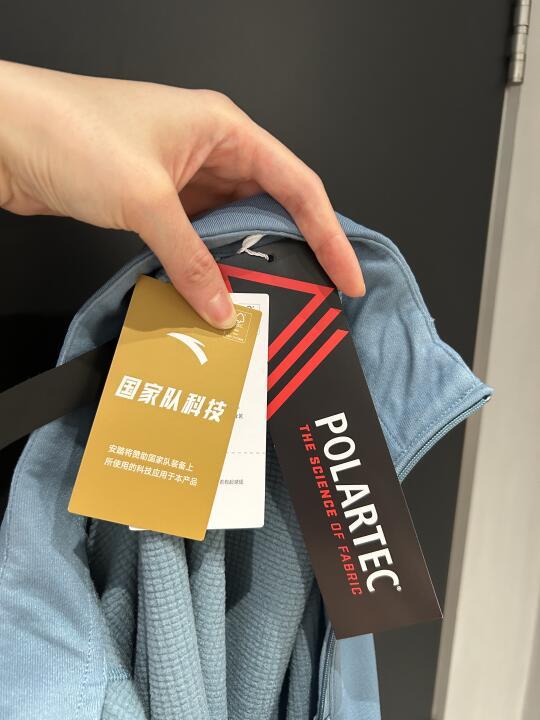 国家队科技
安踏将赞助国家队装备上
所使用的科技应用于本产品
POLARTEC®
THE SCIENCE OF FABRIC